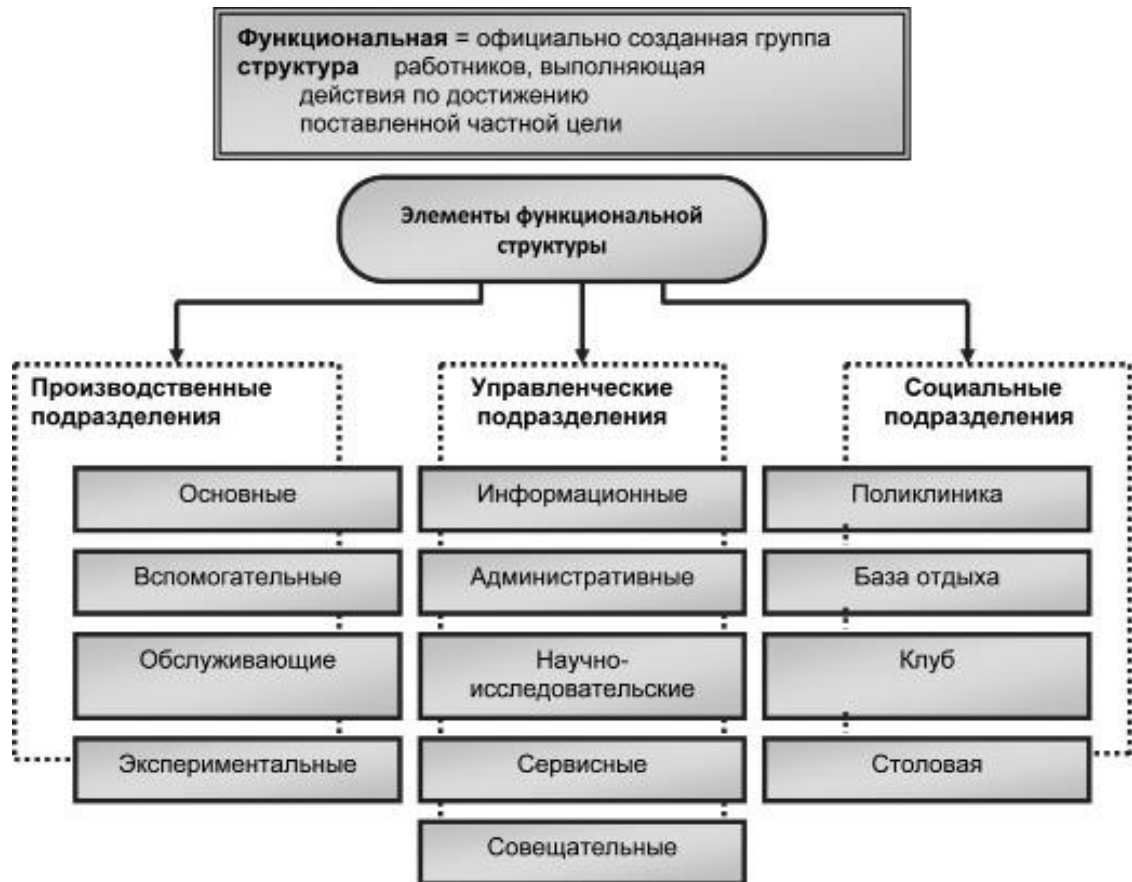 Функциональная = официально созданная группа
структура работников, выполняющая
действия по достижению
поставленной частной цели
Элементы функциональной
структуры
Производственные
подразделения
Основные
Вспомогательные
Обслуживающие
Экспериментальные
Управленческие
подразделения
Информационные
Административные
Научно-
исследовательские
Сервисные
Совещательные
Социальные
подразделения
Поликлиника
База отдыха
Клуб
Столовая